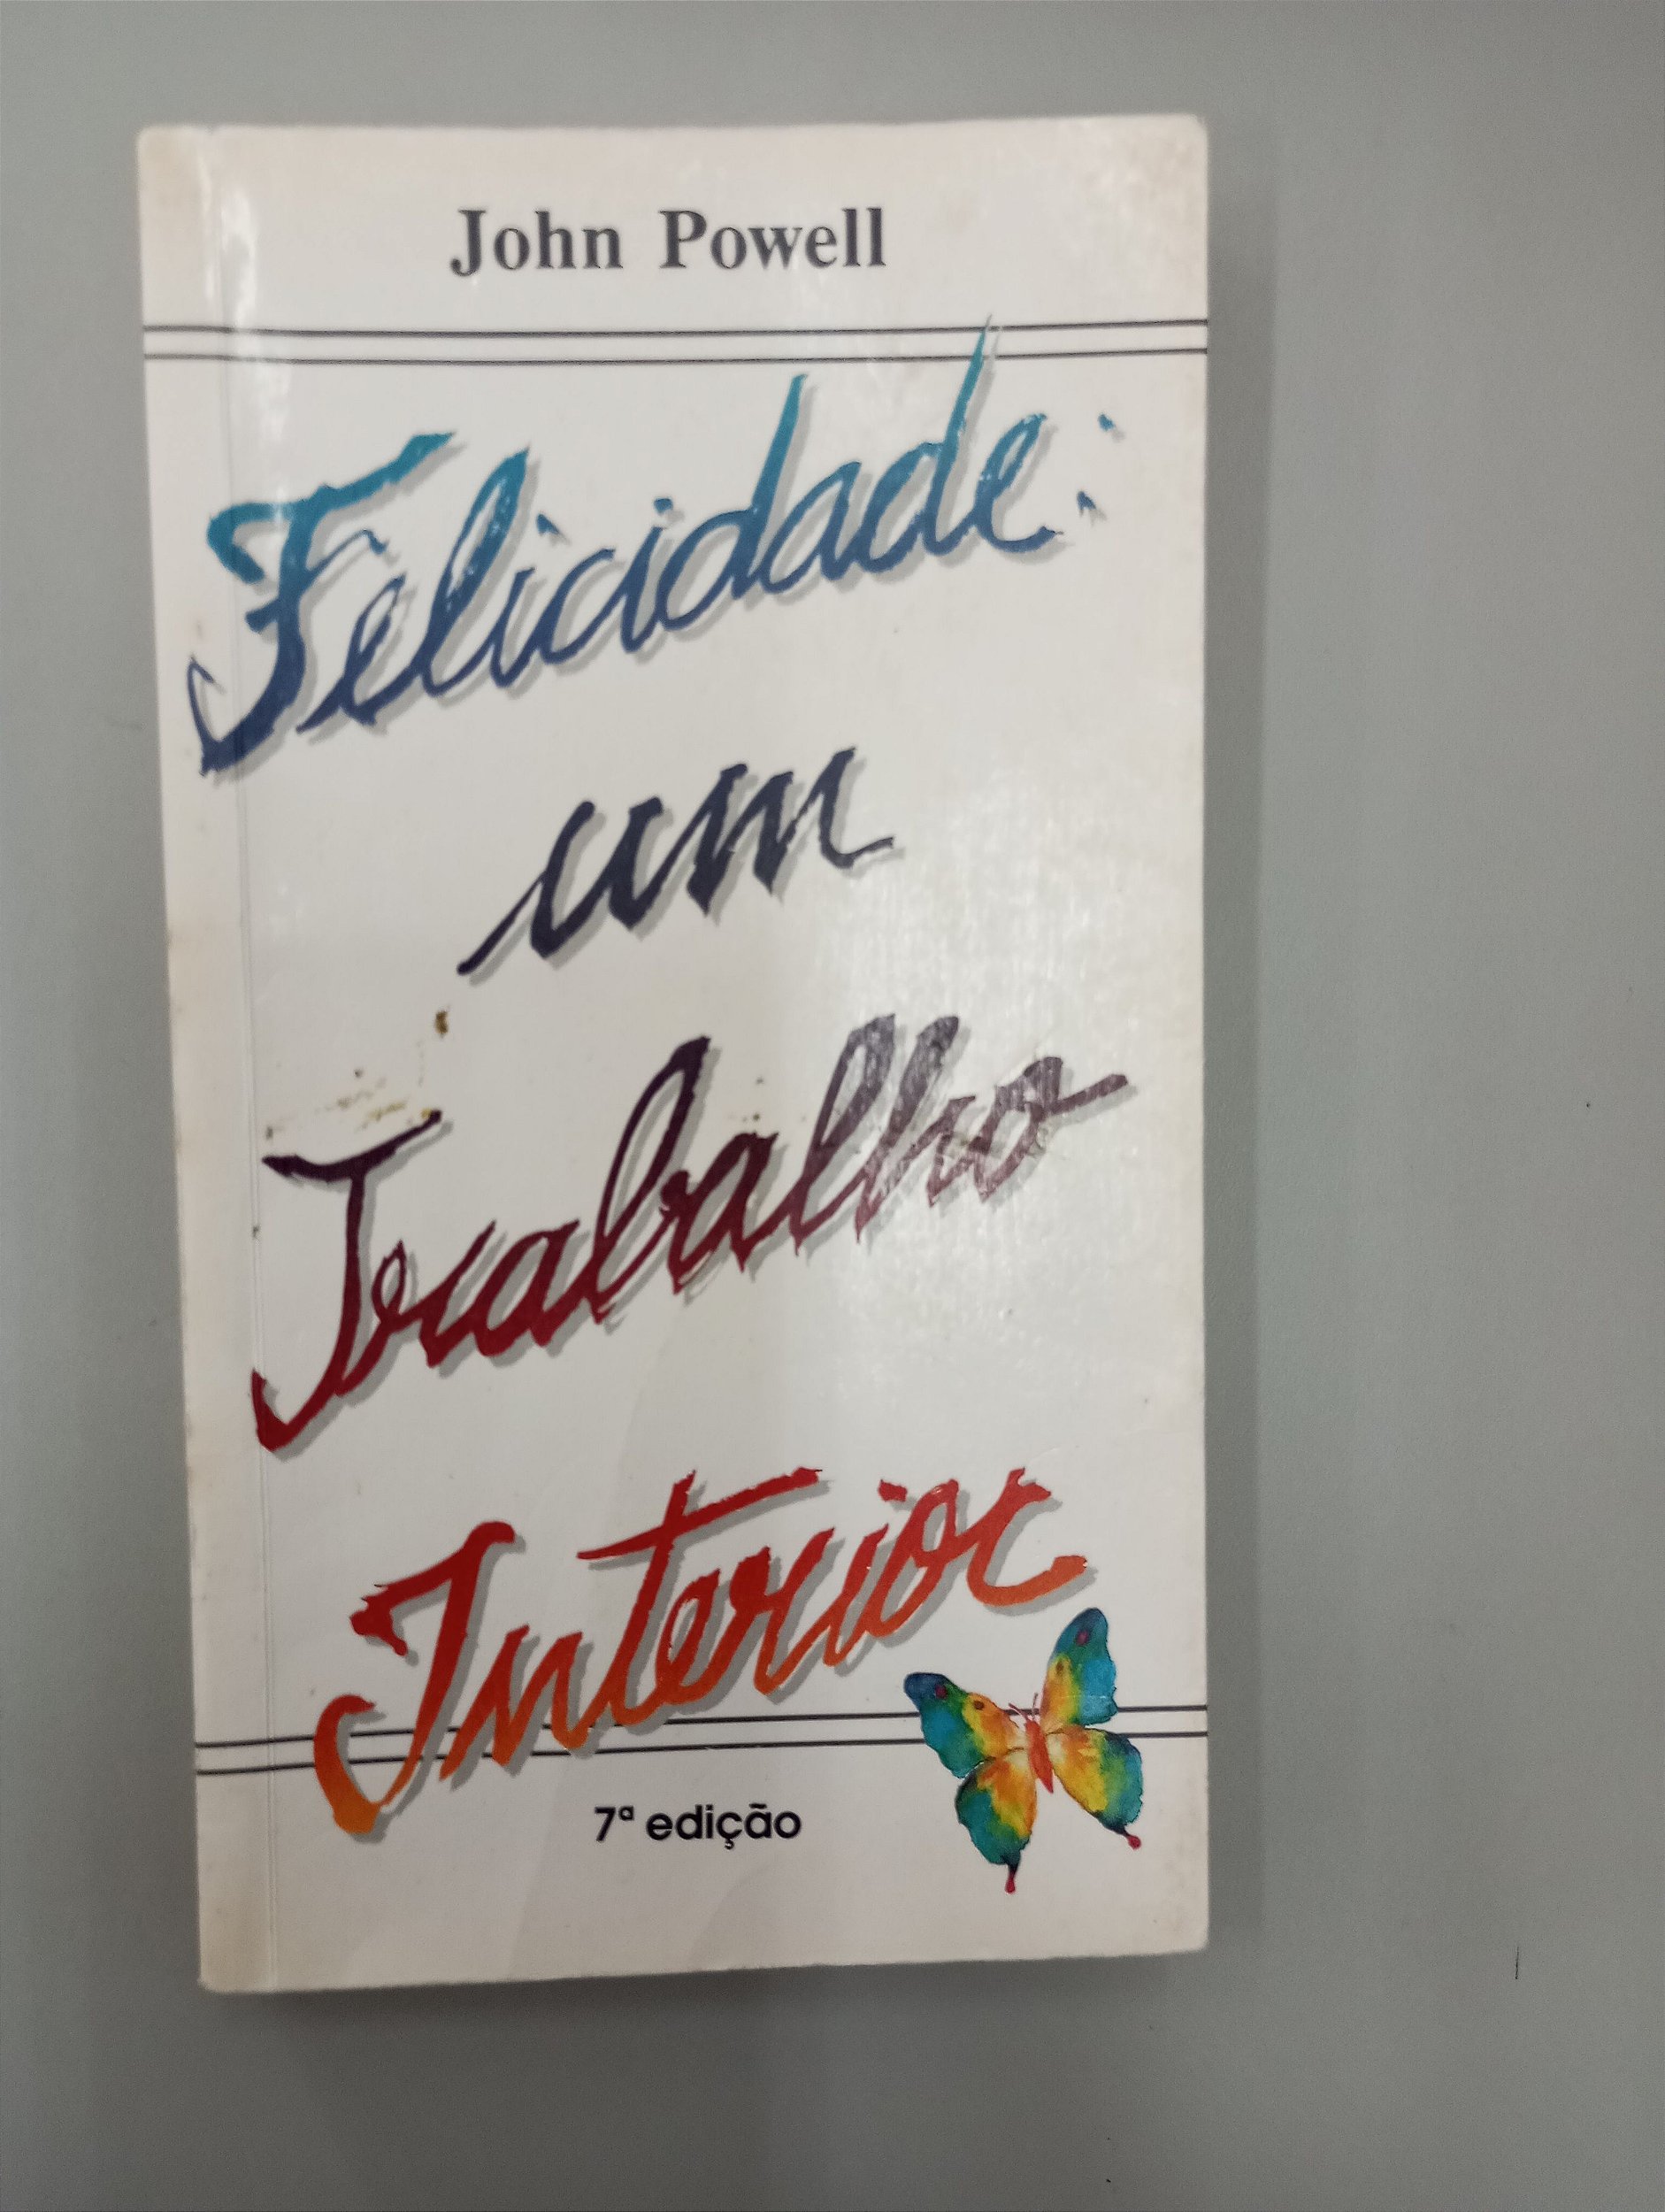 John Powell
Felicidade:
um
Trabalho
Interior
7ª edição